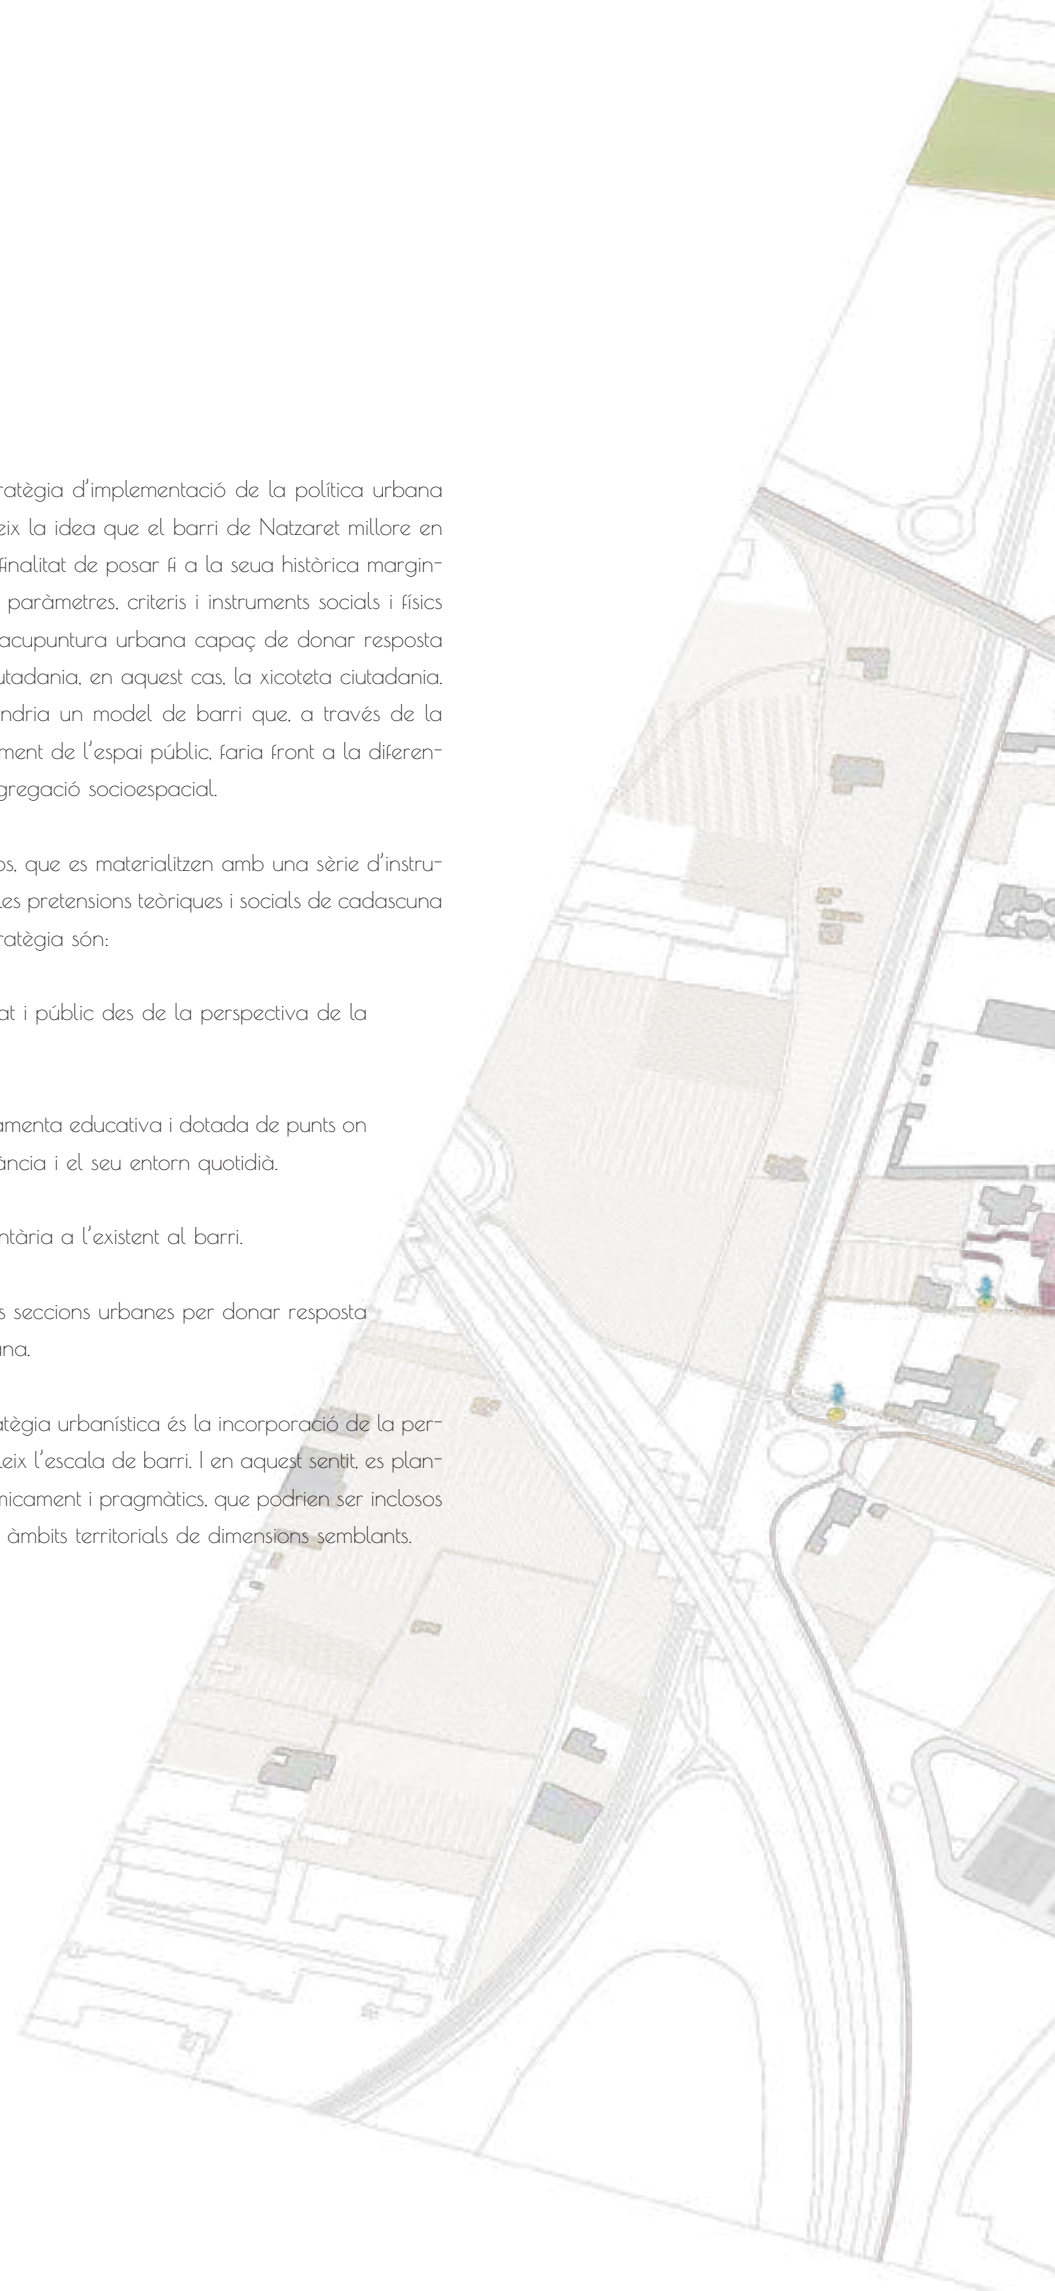 ratègia d’implementació de la política urbana
eix la idea que el barri de Natzaret millore en
finalitat de posar fi a la seua històrica margin-
paràmetres, criteris i instruments socials i físics
acupuntura urbana capaç de donar resposta
utadania, en aquest cas, la xicoteta ciutadania.
ndria un model de barri que, a través de la
ment de l’espai públic, faria front a la diferen-
gregació socioespacial.
os, que es materialitzen amb una sèrie d’instru-
les pretensions teòriques i socials de cadascuna
ratègia són:
at i públic des de la perspectiva de la
amenta educativa i dotada de punts on
ància i el seu entorn quotidià.
ntària a l’existent al barri.
s seccions urbanes per donar resposta
ana.
atègia urbanística és la incorporació de la per-
leix l’escala de barri. I en aquest sentit, es plan-
micament i pragmàtics, que podrien ser inclosos
àmbits territorials de dimensions semblants.